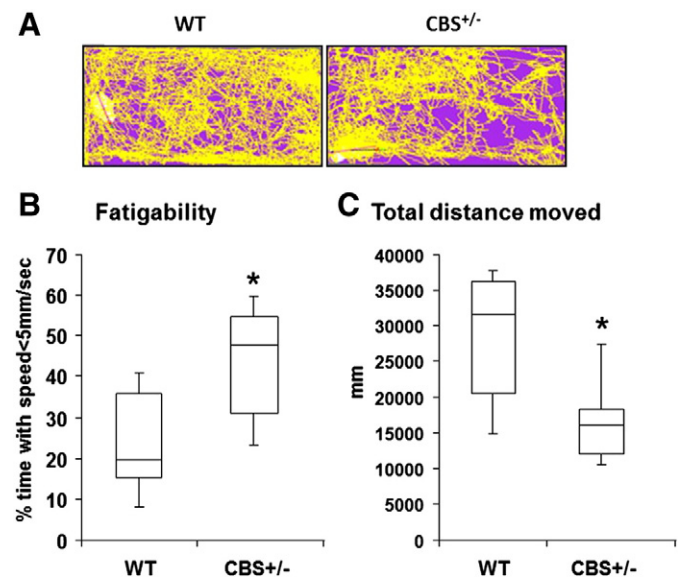 A
WT
CBS+/-
B Fatigability
% time with speed<5mm/sec
70
60
50
40
30
20
10
0
*
WT
CBS+/-
C Total distance moved
mm
40000
35000
30000
25000
20000
15000
10000
5000
0
*
WT
CBS+/-